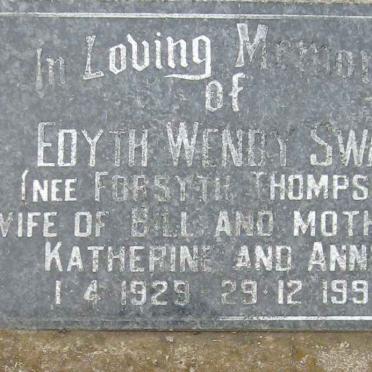 In Loving Memor
of
EDYTH WENDY SWA
(NEE FORSYTH THOMPS
WIFE OF BILL AND MOTH
KATHERINE AND ANN
1·4·1929 29·12·199